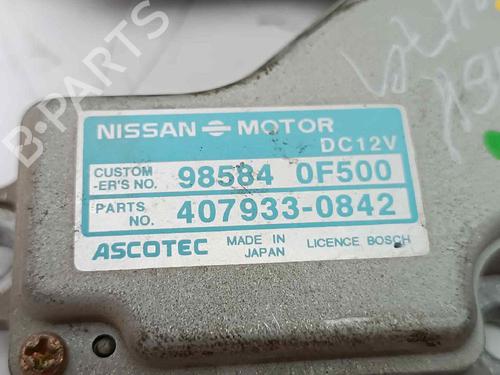 B-PARTS
NISSAN MOTOR
DC12V
CUSTOM
-ER'S NO. 98584 0F500
PARTS
NO. 407933-0842
ASCOTEC MADE IN
JAPAN LICENCE BOSCH